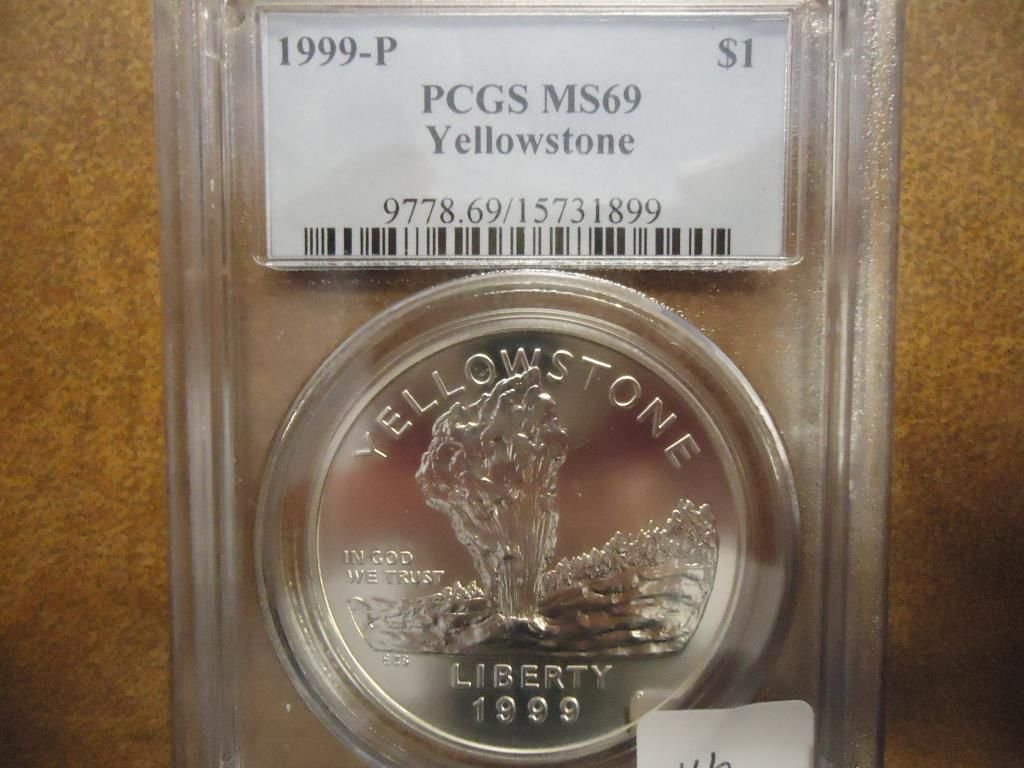 1999-P $1
PCGS MS69
Yellowstone
9778.69/15731899
YELLOWSTONE
IN GOD
WE TRUST
LIBERTY
1999